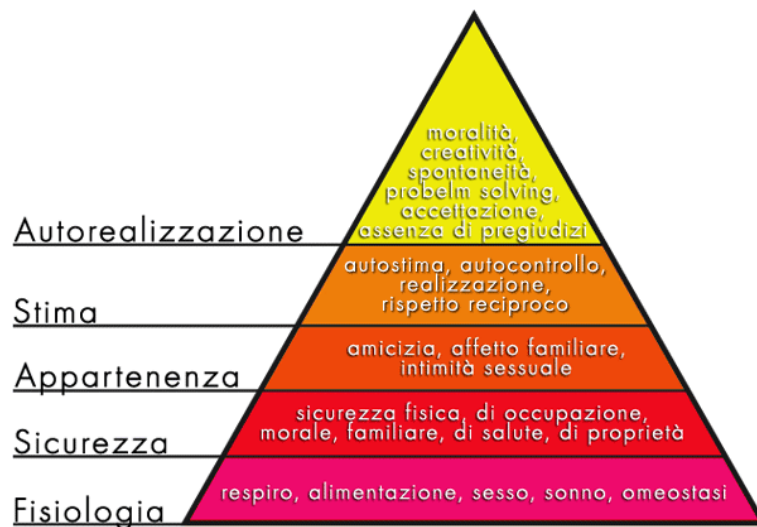 moralità,
creatività,
spontaneità,
probelm solving,
accettazione,
assenza di pregiudizi
Autorealizzazione
autostima, autocontrollo,
realizzazione,
rispetto reciproco
Stima
amicizia, affetto familiare,
intimità sessuale
Appartenenza
sicurezza fisica, di occupazione,
morale, familiare, di salute, di proprietà
Sicurezza
respiro, alimentazione, sesso, sonno, omeostasi
Fisiologia